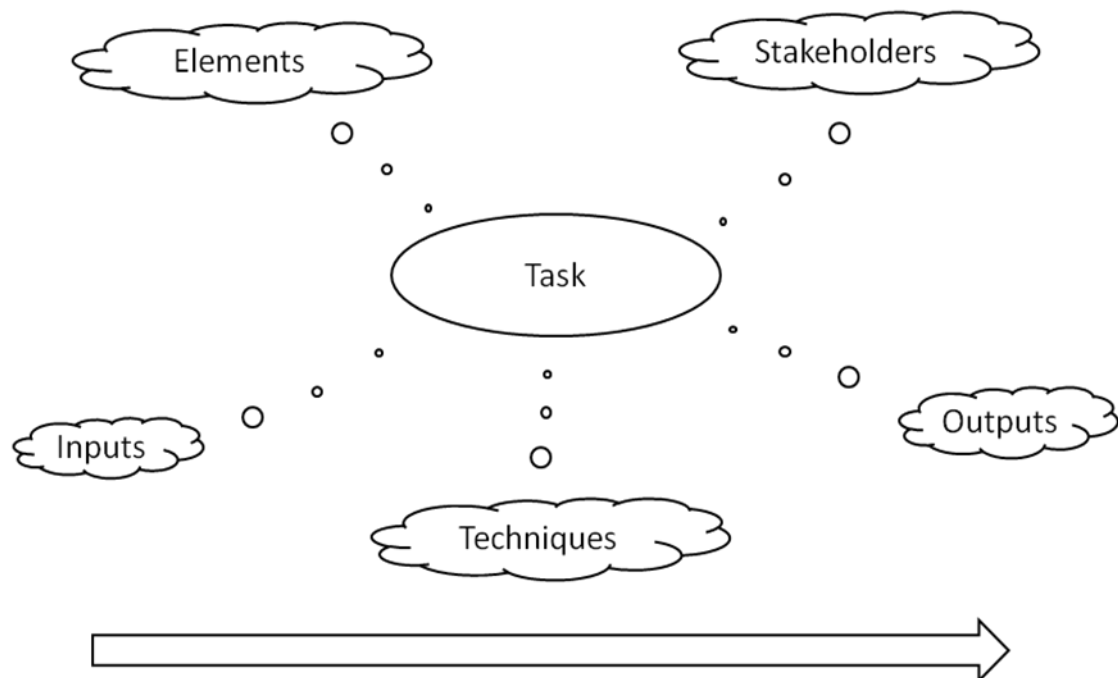 Elements
Stakeholders
Task
Inputs
Outputs
Techniques